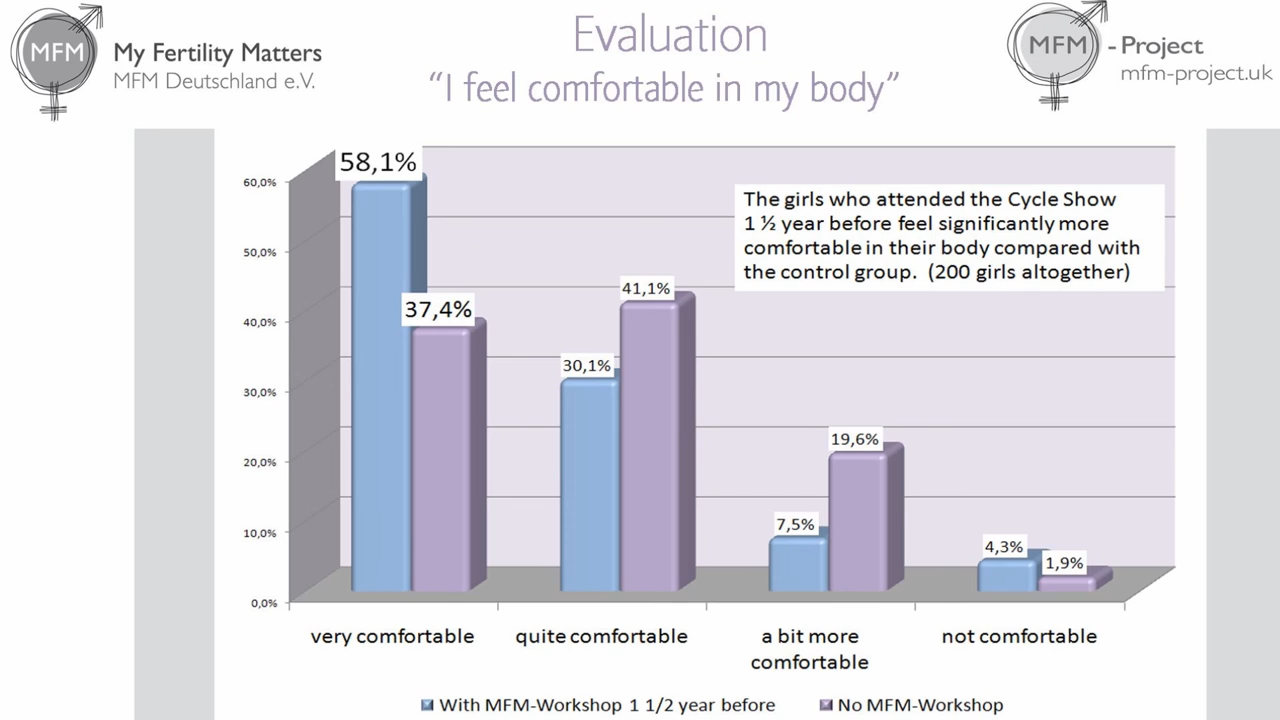 MFM
My Fertility Matters
MFM Deutschland e.V.
Evaluation
“I feel comfortable in my body”
MFM
-Project
mfm-project.uk
60,0%
50,0%
40,0%
30,0%
20,0%
10,0%
0,0%
58,1%
37,4%
30,1%
41,1%
7,5%
19,6%
4,3%
1,9%
The girls who attended the Cycle Show
1 ½ year before feel significantly more
comfortable in their body compared with
the control group. (200 girls altogether)
very comfortable
quite comfortable
a bit more
comfortable
not comfortable
With MFM-Workshop 1 1/2 year before
No MFM-Workshop